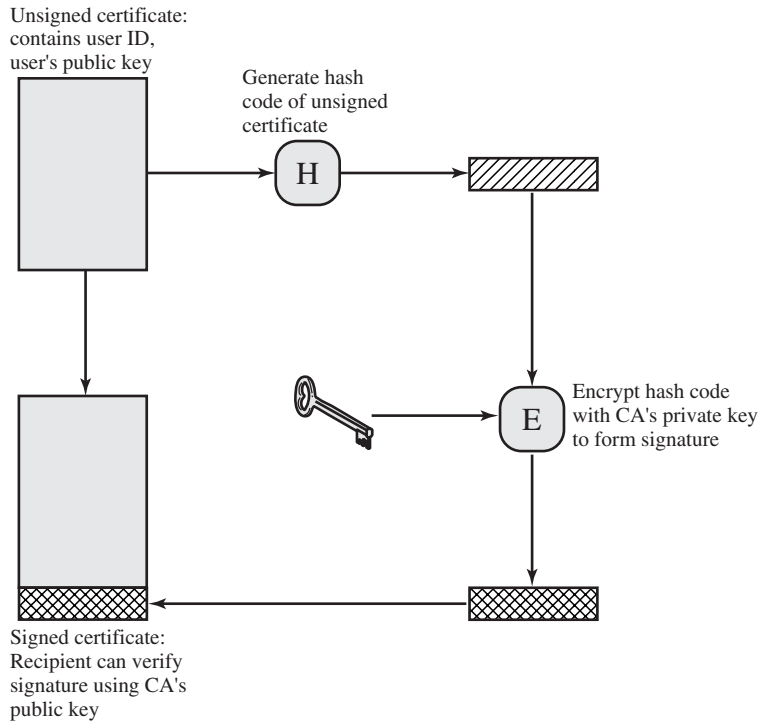 Unsigned certificate:
contains user ID,
user's public key
Generate hash
code of unsigned
certificate
H
E
Encrypt hash code
with CA's private key
to form signature
Signed certificate:
Recipient can verify
signature using CA's
public key